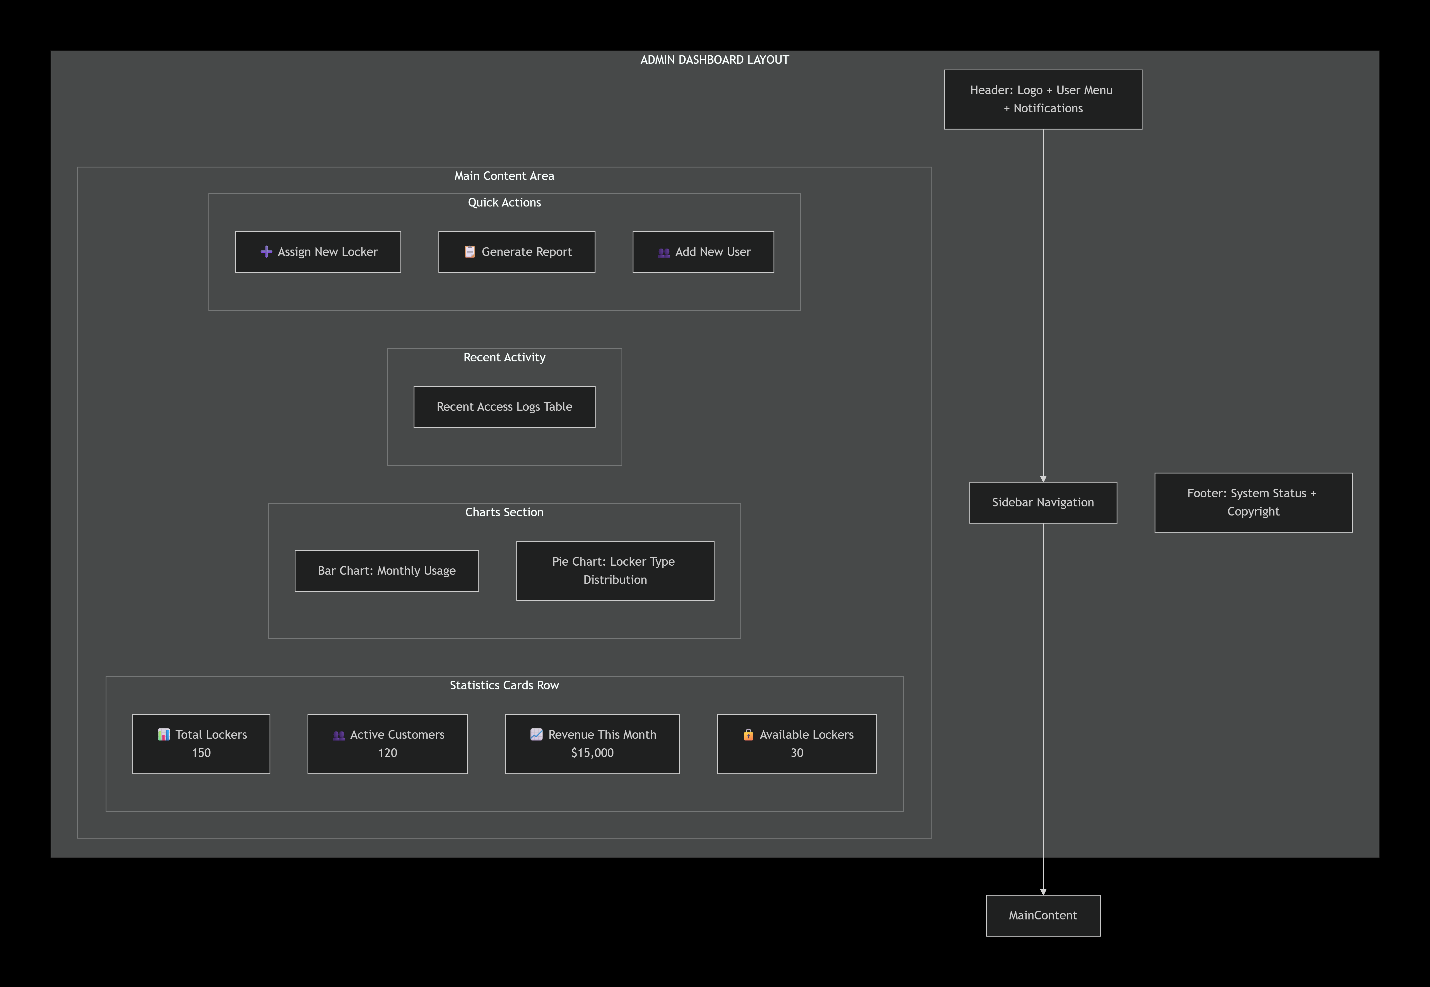 ADMIN DASHBOARD LAYOUT
Header: Logo + User Menu
+ Notifications
Main Content Area
Quick Actions
➕ Assign New Locker
📋 Generate Report
👥 Add New User
Recent Activity
Recent Access Logs Table
Charts Section
Bar Chart: Monthly Usage
Pie Chart: Locker Type
Distribution
Sidebar Navigation
Footer: System Status +
Copyright
Statistics Cards Row
📊 Total Lockers
150
👥 Active Customers
120
📈 Revenue This Month
$15,000
🔒 Available Lockers
30
MainContent